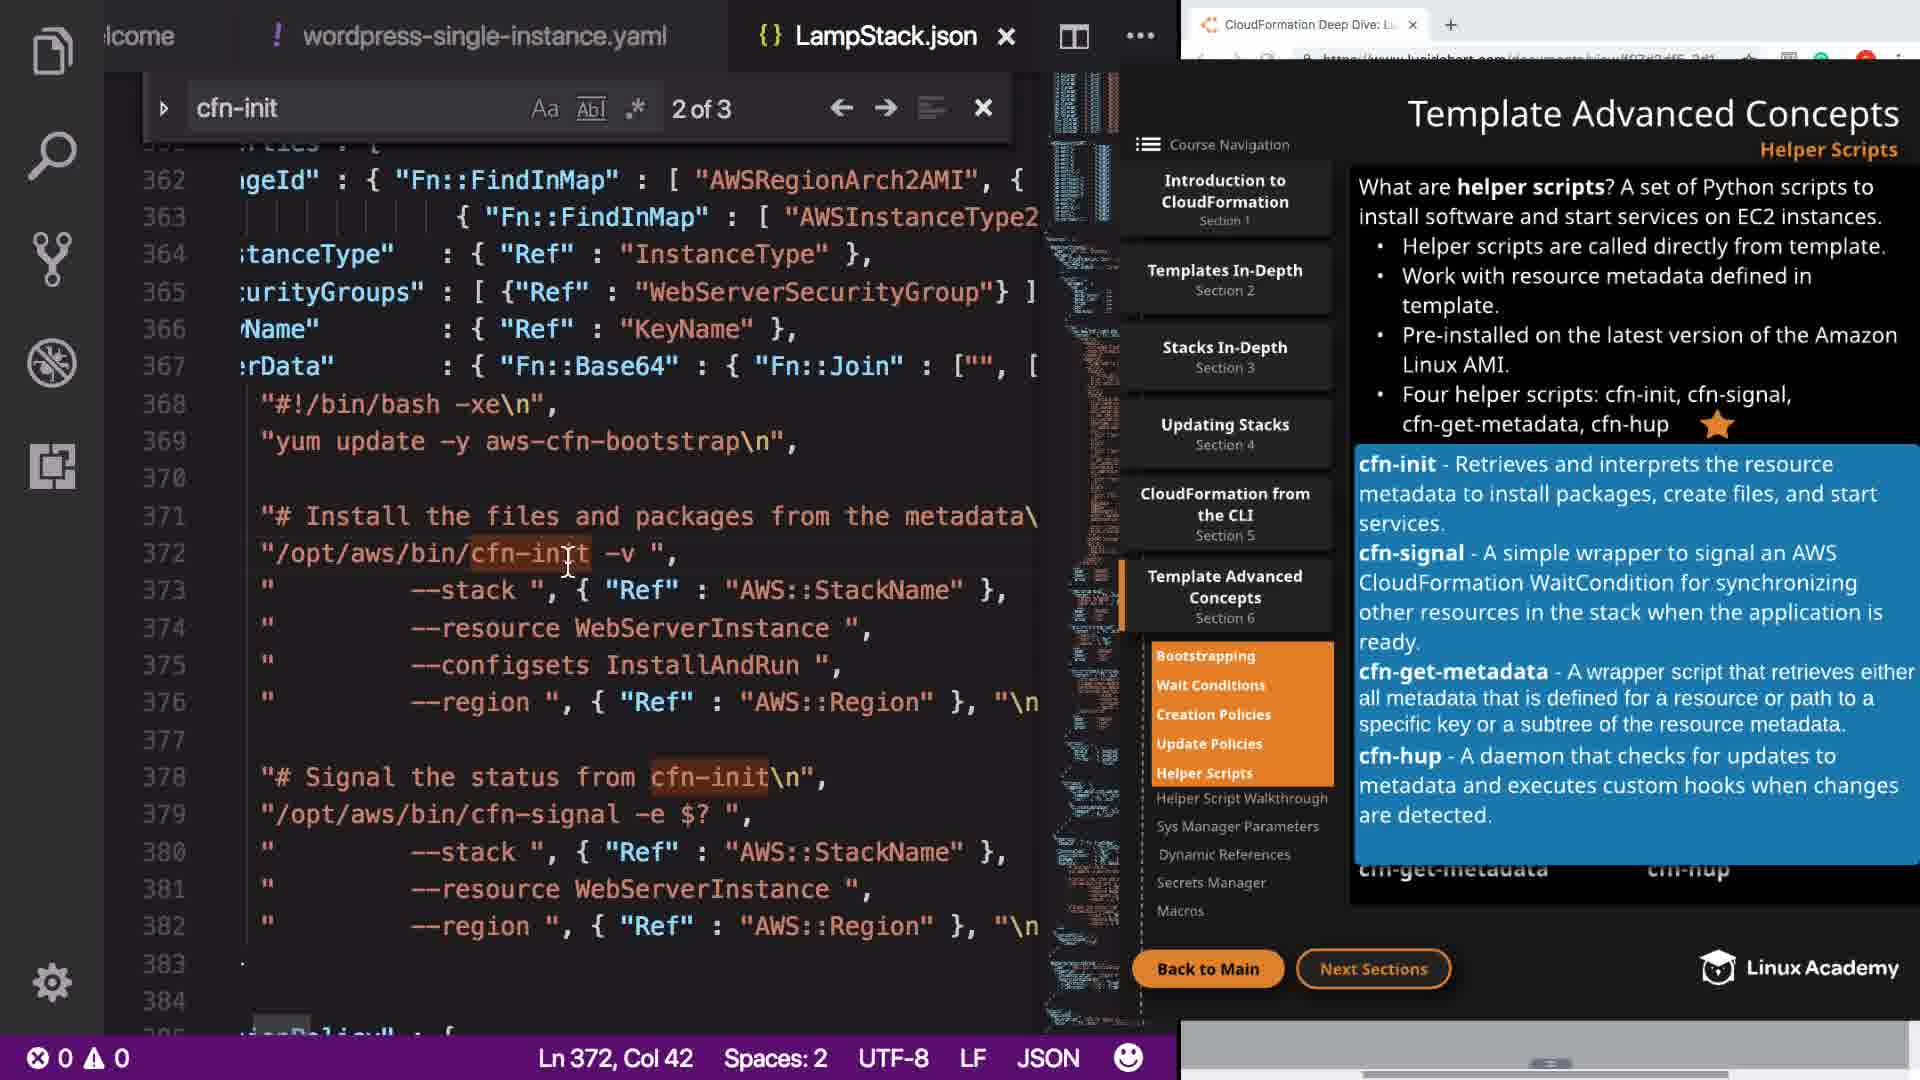 lcome
! wordpress-single-instance.yaml
{} LampStack.json
CloudFormation Deep Dive: Lu
cfn-init
Aa Abl .*
2 of 3
362 ageId" : { "Fn::FindInMap" : [ "AWSRegionArch2AMI", {
363 { "Fn::FindInMap" : [ "AWSInstanceType2
364 stanceType" : { "Ref" : "InstanceType" },
365 curityGroups" : [ {"Ref" : "WebServerSecurityGroup"} ]
366 yName" : { "Ref" : "KeyName" },
367 erData" : { "Fn::Base64" : { "Fn::Join" : ["", [
368 "#!/bin/bash -xe\n",
369 "yum update -y aws-cfn-bootstrap\n",
370
371 "# Install the files and packages from the metadata\
372 "/opt/aws/bin/cfn-init -v ",
373 " --stack ", { "Ref" : "AWS::StackName" },
374 " --resource WebServerInstance ",
375 " --configsets InstallAndRun ",
376 " --region ", { "Ref" : "AWS::Region" }, "\n
377
378 "# Signal the status from cfn-init\n",
379 "/opt/aws/bin/cfn-signal -e $? ",
380 " --stack ", { "Ref" : "AWS::StackName" },
381 " --resource WebServerInstance ",
382 " --region ", { "Ref" : "AWS::Region" }, "\n
383
384
0 0
Ln 372, Col 42
Spaces: 2
UTF-8
LF
JSON
Template Advanced Concepts
Helper Scripts
Course Navigation
Introduction to
CloudFormation
Section 1
Templates In-Depth
Section 2
Stacks In-Depth
Section 3
Updating Stacks
Section 4
CloudFormation from
the CLI
Section 5
Template Advanced
Concepts
Section 6
Bootstrapping
Wait Conditions
Creation Policies
Update Policies
Helper Scripts
Helper Script Walkthrough
Sys Manager Parameters
Dynamic References
Secrets Manager
Macros
What are helper scripts? A set of Python scripts to
install software and start services on EC2 instances.
• Helper scripts are called directly from template.
• Work with resource metadata defined in
template.
• Pre-installed on the latest version of the Amazon
Linux AMI.
• Four helper scripts: cfn-init, cfn-signal,
cfn-get-metadata, cfn-hup
cfn-init - Retrieves and interprets the resource
metadata to install packages, create files, and start
services.
cfn-signal - A simple wrapper to signal an AWS
CloudFormation WaitCondition for synchronizing
other resources in the stack when the application is
ready.
cfn-get-metadata - A wrapper script that retrieves either
all metadata that is defined for a resource or path to a
specific key or a subtree of the resource metadata.
cfn-hup - A daemon that checks for updates to
metadata and executes custom hooks when changes
are detected.
cfn-get-metadata
cfn-hup
Back to Main
Next Sections
Linux Academy